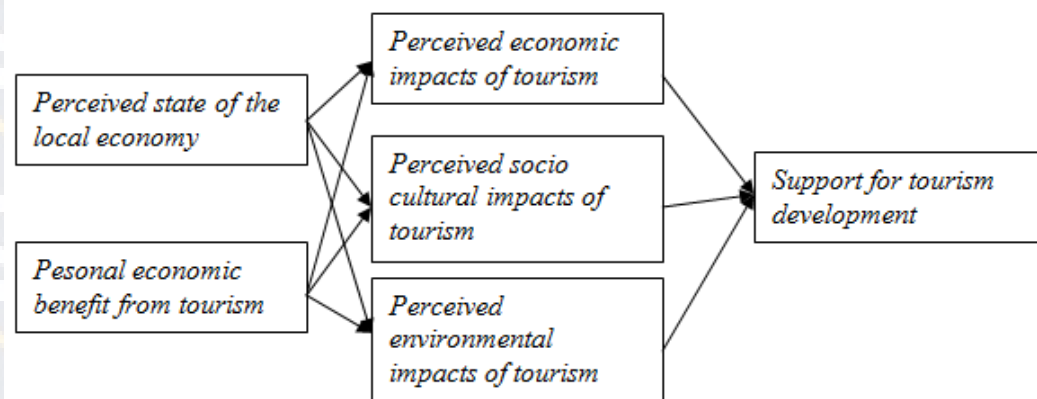 Perceived economic
impacts of tourism
Perceived state of the
local economy
Perceived socio
cultural impacts of
tourism
Support for tourism
development
Pesonal economic
benefit from tourism
Perceived
environmental
impacts of tourism